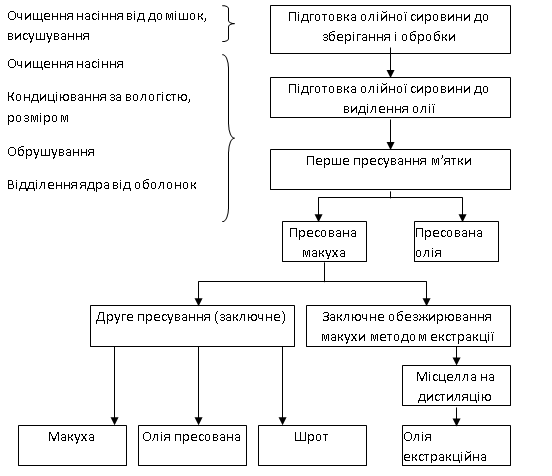 Очищення насіння від домішок,
висушування
Підготовка олійної сировини до
зберігання і обробки
Очищення насіння
Кондиціювання за вологістю,
розміром
Обрушування
Відділення ядра від оболонок
Підготовка олійної сировини до
виділення олії
Перше пресування м’ятки
Пресована
макуха
Пресована
олія
Друге пресування (заключне)
Заключне обезжирювання
макухи методом екстракції
Місцелла на
дистиляцію
Макуха
Олія пресована
Шрот
Олія
екстракційна